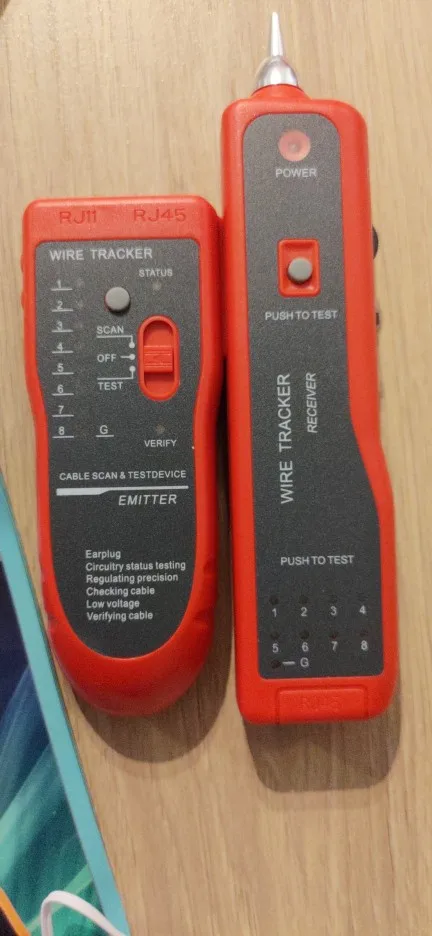 RJ11 RJ45
WIRE TRACKER
STATUS
1
2
3
4
5
6
7
8
SCAN
OFF
TEST
G
VERIFY
CABLE SCAN & TESTDEVICE
EMITTER
Earplug
Circuitry status testing
Regulating precision
Checking cable
Low voltage
Verifying cable
POWER
PUSH TO TEST
WIRE TRACKER
RECEIVER
PUSH TO TEST
1 2 3 4
5 6 7 8
G
RJ45